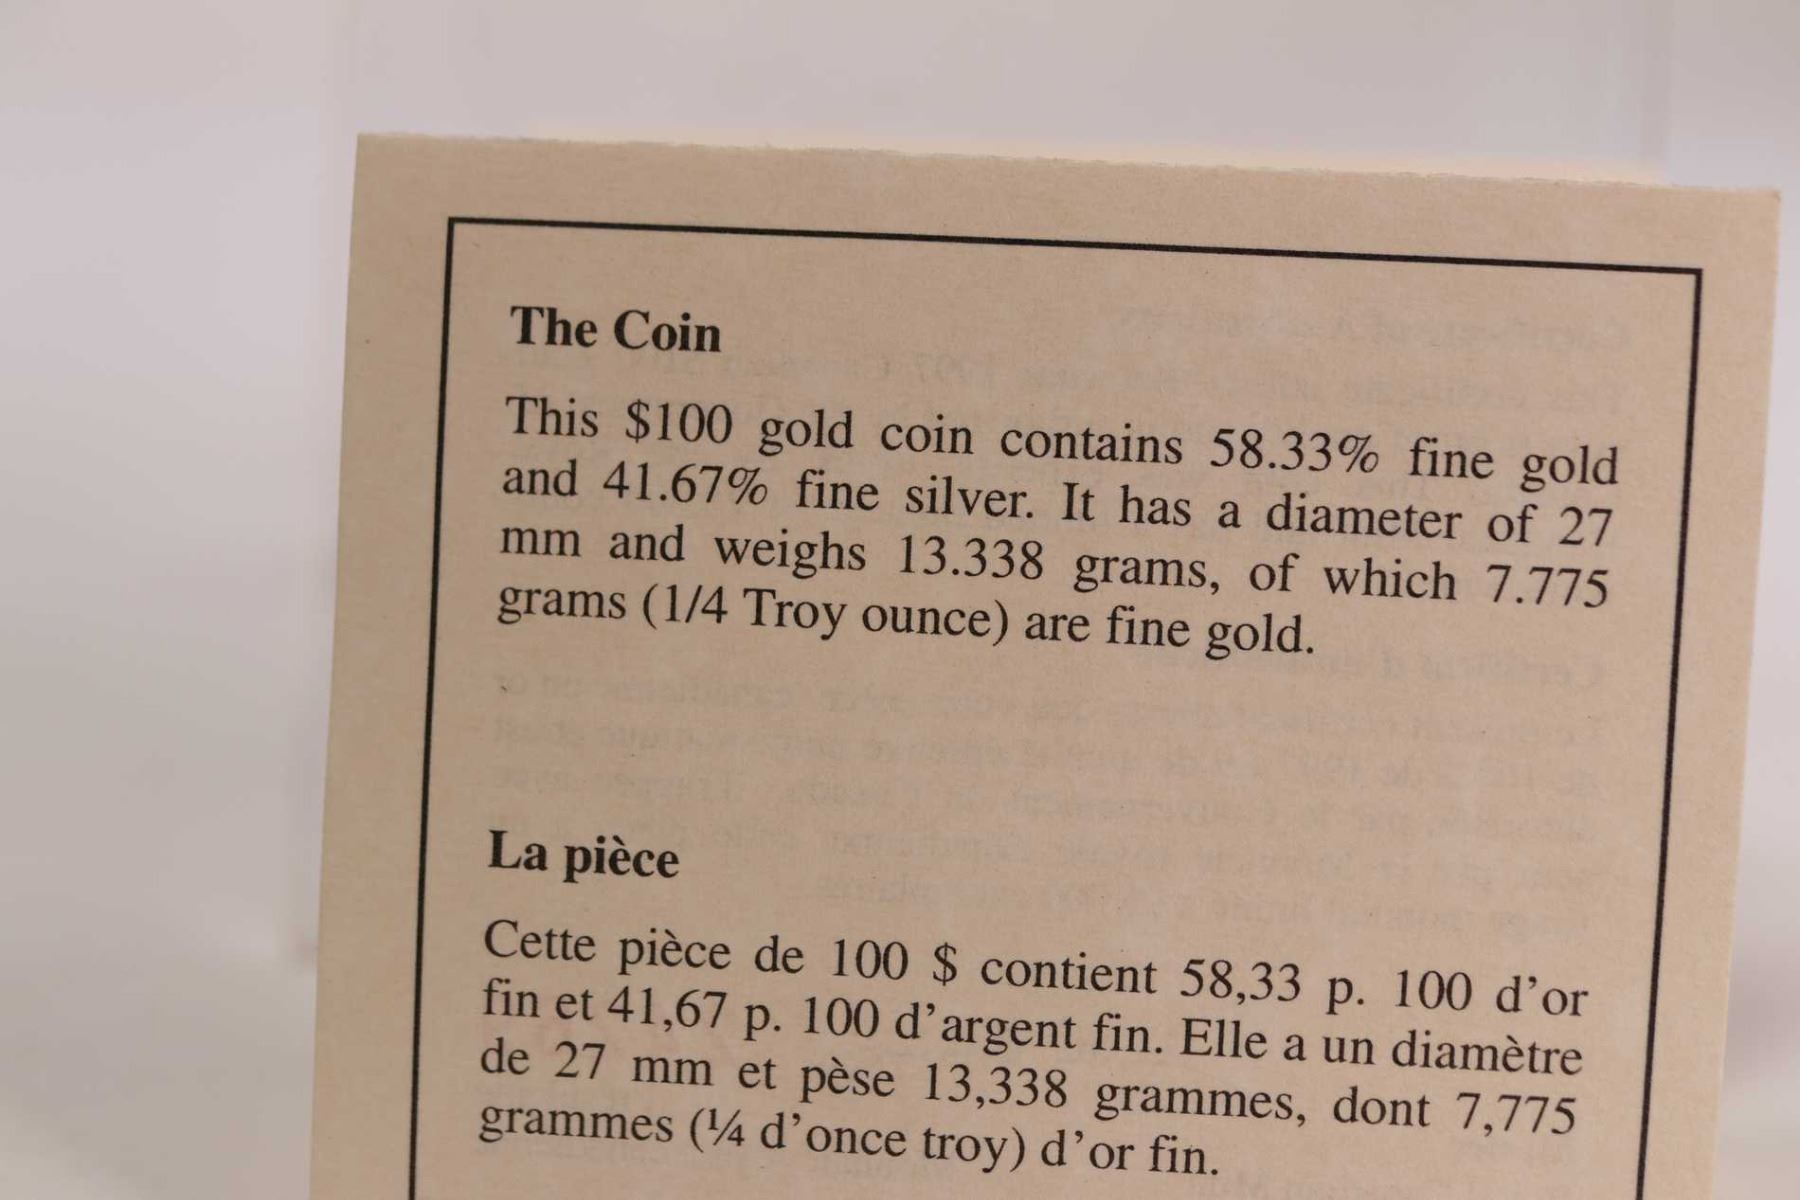 The Coin
This $100 gold coin contains 58.33% fine gold
and 41.67% fine silver. It has a diameter of 27
mm and weighs 13.338 grams, of which 7.775
grams (1/4 Troy ounce) are fine gold.
La pièce
Cette pièce de 100 $ contient 58,33 p. 100 d’or
fin et 41,67 p. 100 d’argent fin. Elle a un diamètre
de 27 mm et pèse 13,338 grammes, dont 7,775
grammes (¼ d’once troy) d’or fin.